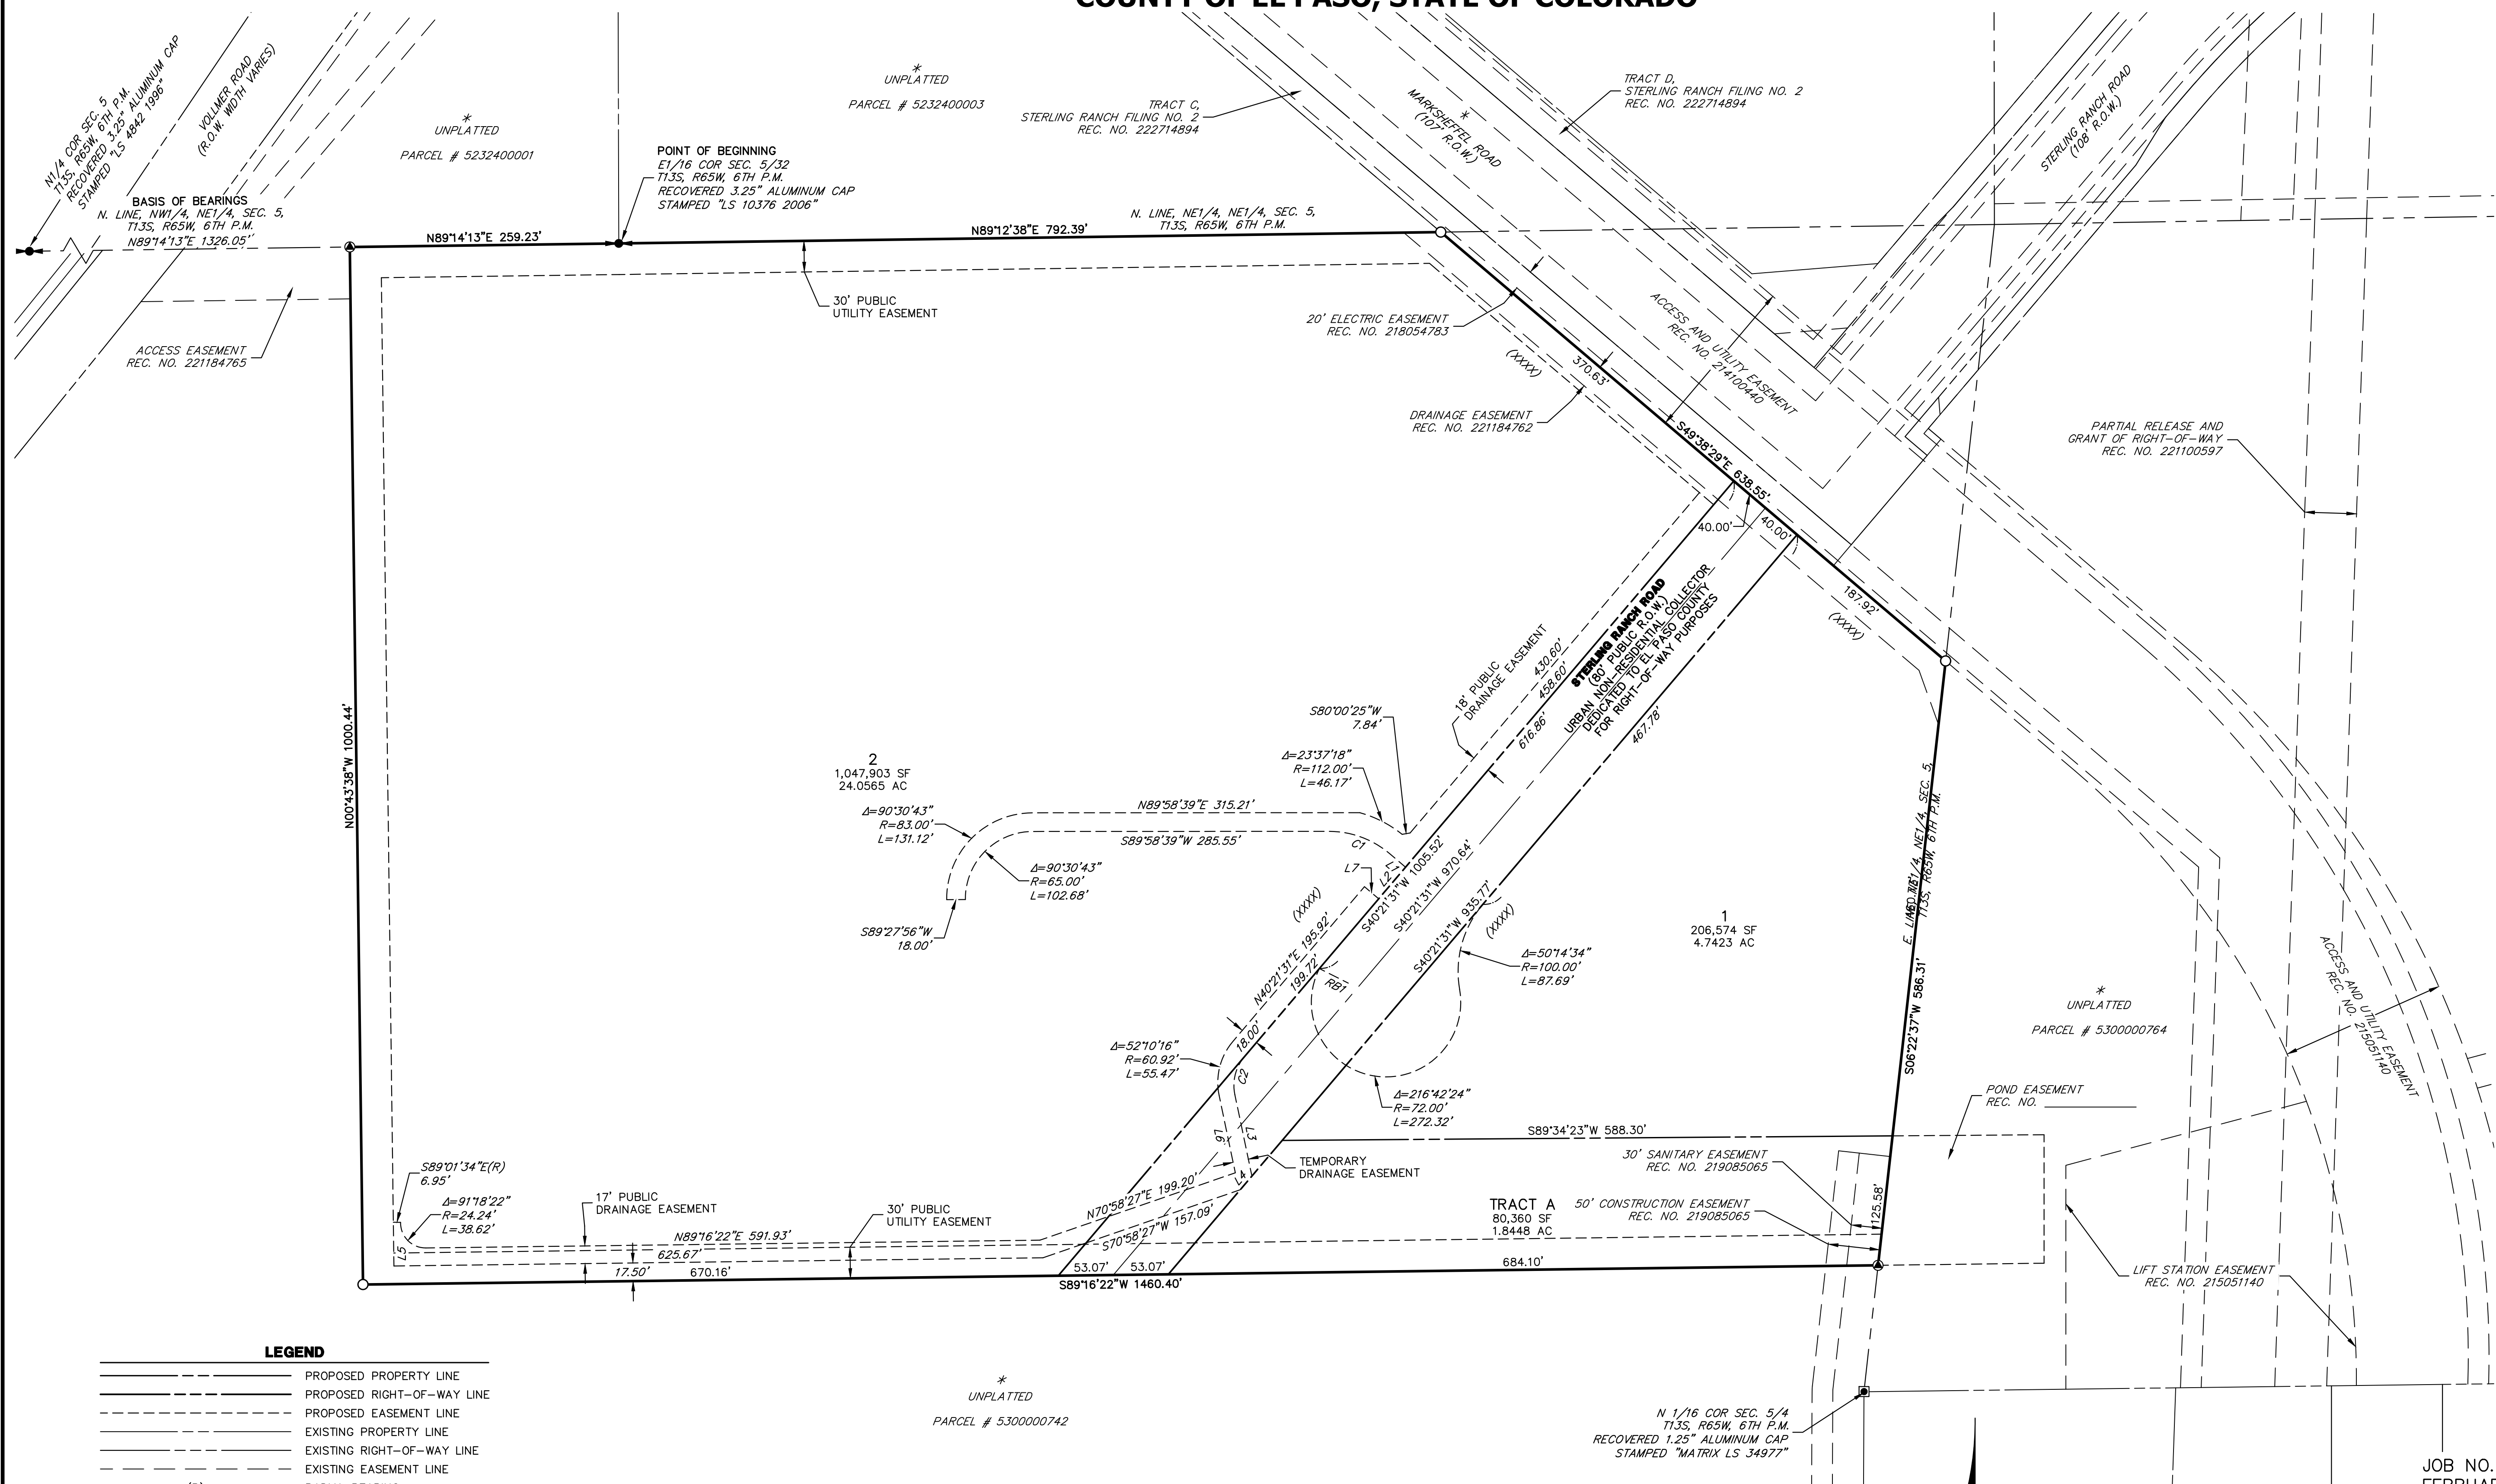 COUNTY OF EL PASO, STATE OF COLORADO
N1/4 COR SEC. 5
T13S, R65W, 6TH P.M.
RECOVERED 3.25" ALUMINUM CAP
STAMPED "LS 4842 1996"
VOLLMER ROAD
(R.O.W. WIDTH VARIES)
*
UNPLATTED
PARCEL # 5232400001
*
UNPLATTED
PARCEL # 5232400003
TRACT C,
STERLING RANCH FILING NO. 2
REC. NO. 222714894
*
MARKSHEFFEL ROAD
(107' R.O.W.)
TRACT D,
STERLING RANCH FILING NO. 2
REC. NO. 222714894
STERLING RANCH ROAD
(108' R.O.W.)
BASIS OF BEARINGS
N. LINE, NW1/4, NE1/4, SEC. 5,
T13S, R65W, 6TH P.M.
N89°14'13"E 1326.05'
POINT OF BEGINNING
E1/16 COR SEC. 5/32
T13S, R65W, 6TH P.M.
RECOVERED 3.25" ALUMINUM CAP
STAMPED "LS 10376 2006"
N89°14'13"E 259.23'
N89°12'38"E 792.39'
N. LINE, NE1/4, NE1/4, SEC. 5,
T13S, R65W, 6TH P.M.
30' PUBLIC
UTILITY EASEMENT
ACCESS EASEMENT
REC. NO. 221184765
20' ELECTRIC EASEMENT
REC. NO. 218054783
(XXXX)
370.63'
ACCESS AND UTILITY EASEMENT
REC. NO. 214100440
DRAINAGE EASEMENT
REC. NO. 221184762
S49°38'29"E 638.55'
PARTIAL RELEASE AND
GRANT OF RIGHT-OF-WAY
REC. NO. 221100597
40.00'
40.00'
187.92'
(XXXX)
STERLING RANCH ROAD
(80' PUBLIC R.O.W.)
URBAN NON-RESIDENTIAL COLLECTOR
DEDICATED TO EL PASO COUNTY
FOR RIGHT-OF-WAY PURPOSES
18' PUBLIC
DRAINAGE EASEMENT
430.60'
458.60'
616.86'
467.78'
N00°43'38"W 1000.44'
S80°00'25"W
7.84'
Δ=23°37'18"
R=112.00'
L=46.17'
2
1,047,903 SF
24.0565 AC
Δ=90°30'43"
R=83.00'
L=131.12'
N89°58'39"E 315.21'
S89°58'39"W 285.55'
C1
L7
L2
L1
Δ=90°30'43"
R=65.00'
L=102.68'
S89°27'56"W
18.00'
S40°21'31"W 1005.52'
S40°21'31"W 970.64'
S40°21'31"W 935.77'
(XXXX)
(XXXX)
N40°21'31"E 195.92'
199.72'
RB1
18.00'
1
206,574 SF
4.7423 AC
Δ=50°14'34"
R=100.00'
L=87.69'
E. LINE, NE1/4, NE1/4, SEC. 5,
T13S, R65W, 6TH P.M.
S06°22'37"W 586.31'
*
UNPLATTED
PARCEL # 5300000764
ACCESS AND UTILITY EASEMENT
REC. NO. 215051140
Δ=52°10'16"
R=60.92'
L=55.47'
C2
Δ=216°42'24"
R=72.00'
L=272.32'
L6
L3
S89°34'23"W 588.30'
POND EASEMENT
REC. NO.
TEMPORARY
DRAINAGE EASEMENT
30' SANITARY EASEMENT
REC. NO. 219085065
S89°01'34"E(R)
6.95'
Δ=91°18'22"
R=24.24'
L=38.62'
L5
17' PUBLIC
DRAINAGE EASEMENT
30' PUBLIC
UTILITY EASEMENT
N70°58'27"E 199.20'
S70°58'27"W 157.09'
TRACT A
80,360 SF
1.8448 AC
50' CONSTRUCTION EASEMENT
REC. NO. 219085065
125.58'
N89°16'22"E 591.93'
625.67'
17.50'
670.16'
53.07'
53.07'
684.10'
S89°16'22"W 1460.40'
LIFT STATION EASEMENT
REC. NO. 215051140
LEGEND
PROPOSED PROPERTY LINE
PROPOSED RIGHT-OF-WAY LINE
PROPOSED EASEMENT LINE
EXISTING PROPERTY LINE
EXISTING RIGHT-OF-WAY LINE
EXISTING EASEMENT LINE
*
UNPLATTED
PARCEL # 5300000742
N 1/16 COR SEC. 5/4
T13S, R65W, 6TH P.M.
RECOVERED 1.25" ALUMINUM CAP
STAMPED "MATRIX LS 34977"
JOB NO.